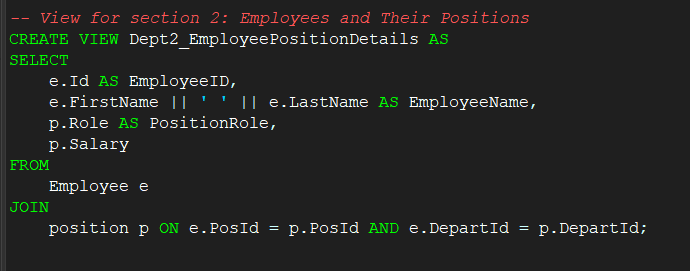 -- View for section 2: Employees and Their Positions
CREATE VIEW Dept2_EmployeePositionDetails AS
SELECT
    e.Id AS EmployeeID,
    e.FirstName || ' ' || e.LastName AS EmployeeName,
    p.Role AS PositionRole,
    p.Salary
FROM
    Employee e
JOIN
    position p ON e.PosId = p.PosId AND e.DepartId = p.DepartId;